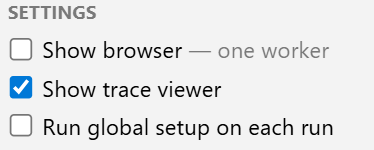 SETTINGS
Show browser — one worker
Show trace viewer
Run global setup on each run